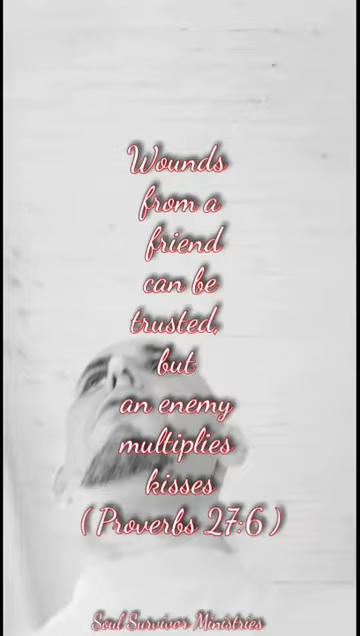 Wounds
from a
friend
can be
trusted,
but
an enemy
multiplies
kisses
( Proverbs 27:6 )
Soul Survivor Ministries